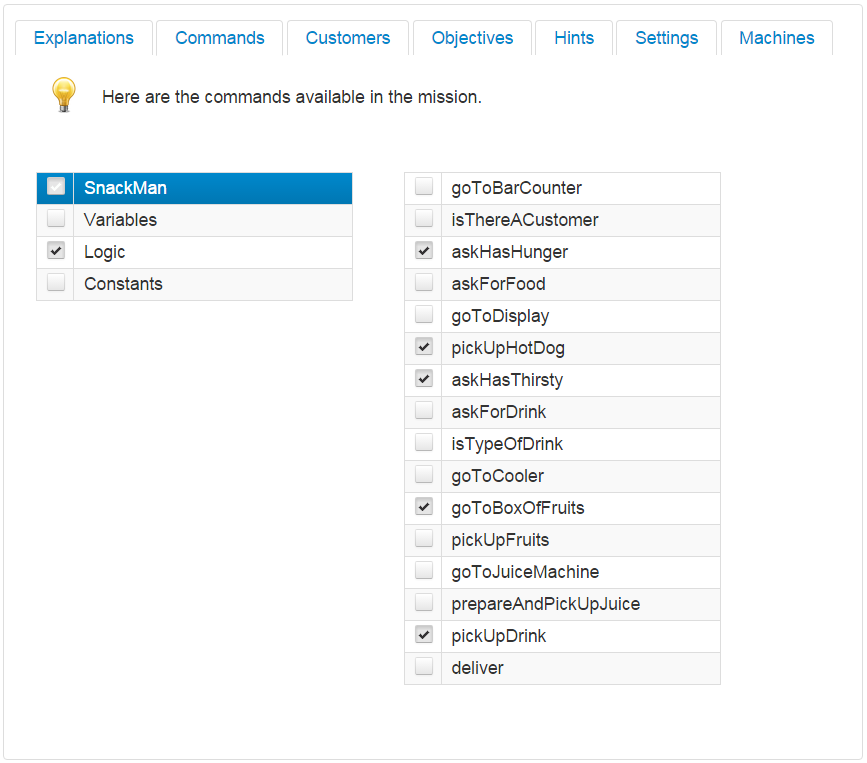 Explanations Commands Customers Objectives Hints Settings Machines
Here are the commands available in the mission.
SnackMan
Variables
Logic
Constants
goToBarCounter
isThereACustomer
askHasHunger
askForFood
goToDisplay
pickUpHotDog
askHasThirsty
askForDrink
isTypeOfDrink
goToCooler
goToBoxOfFruits
pickUpFruits
goToJuiceMachine
prepareAndPickUpJuice
pickUpDrink
deliver